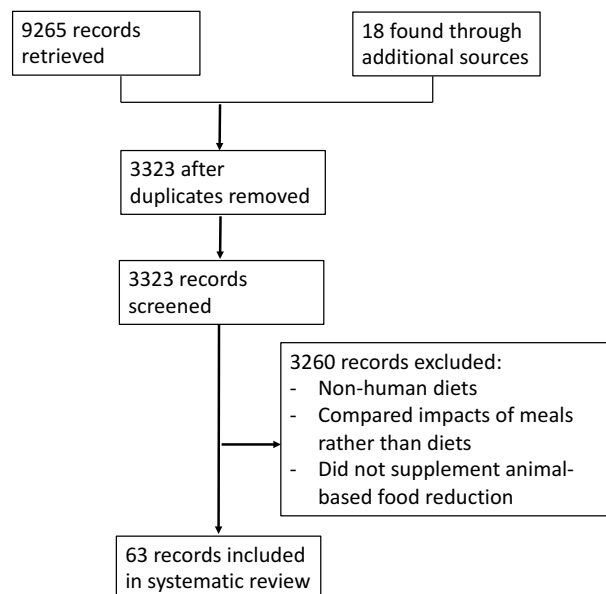 9265 records
retrieved
18 found through
additional sources
3323 after
duplicates removed
3323 records
screened
3260 records excluded:
- Non-human diets
- Compared impacts of meals
rather than diets
- Did not supplement animal-
based food reduction
63 records included
in systematic review